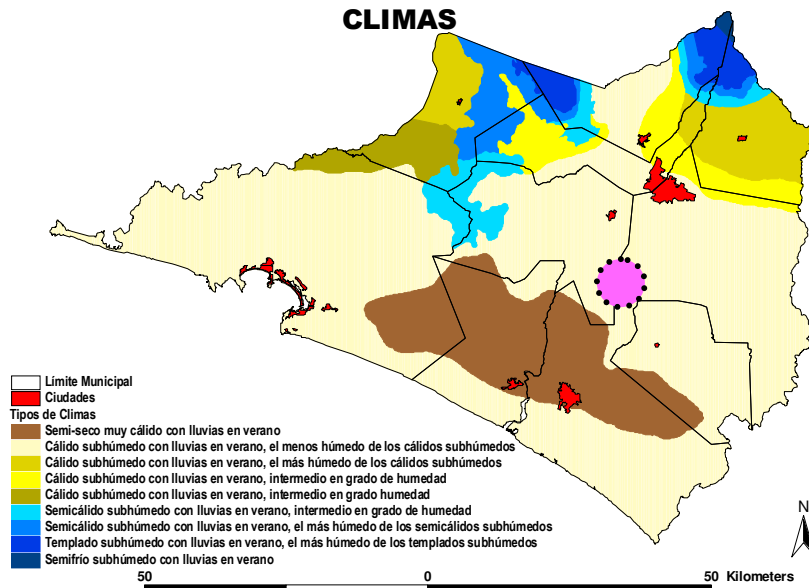 CLIMAS
Límite Municipal
Ciudades
Tipos de Climas
Semi-seco muy cálido con lluvias en verano
Cálido subhúmedo con lluvias en verano, el menos húmedo de los cálidos subhúmedos
Cálido subhúmedo con lluvias en verano, el más húmedo de los cálidos subhúmedos
Cálido subhúmedo con lluvias en verano, intermedio en grado de humedad
Cálido subhúmedo con lluvias en verano, intermedio en grado humedad
Semicálido subhúmedo con lluvias en verano, intermedio en grado de humedad
Semicálido subhúmedo con lluvias en verano, el más húmedo de los semicálidos subhúmedos
Templado subhúmedo con lluvias en verano, el más húmedo de los templados subhúmedos
Semifrío subhúmedo con lluvias en verano
N
50 0 50 Kilometers